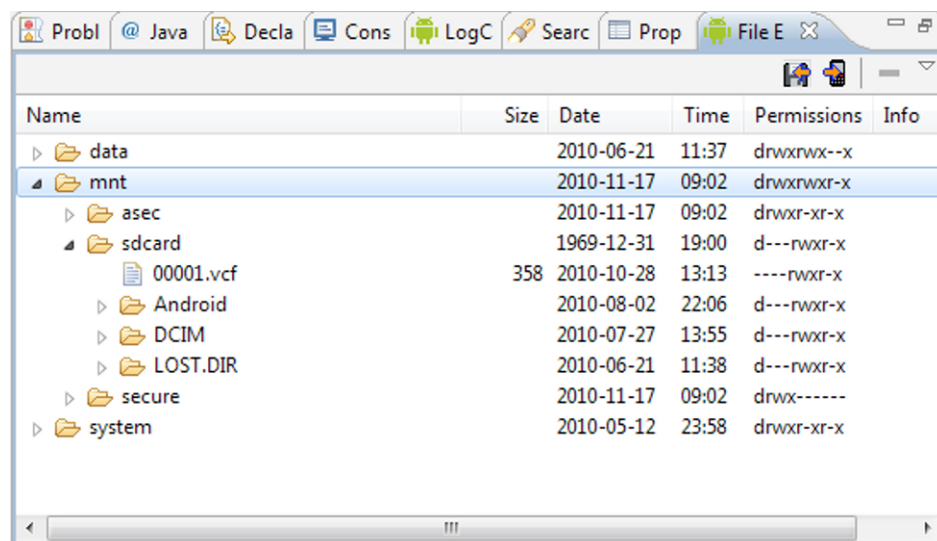 Probl @ Java Decla Cons LogC Searc Prop File E
Name Size Date Time Permissions Info
data 2010-06-21 11:37 drwxrwx--x
mnt 2010-11-17 09:02 drwxrwxr-x
asec 2010-11-17 09:02 drwxr-xr-x
sdcard 1969-12-31 19:00 d---rwxr-x
00001.vcf 358 2010-10-28 13:13 ----rwxr-x
Android 2010-08-02 22:06 d---rwxr-x
DCIM 2010-07-27 13:55 d---rwxr-x
LOST.DIR 2010-06-21 11:38 d---rwxr-x
secure 2010-11-17 09:02 drwx------
system 2010-05-12 23:58 drwxr-xr-x